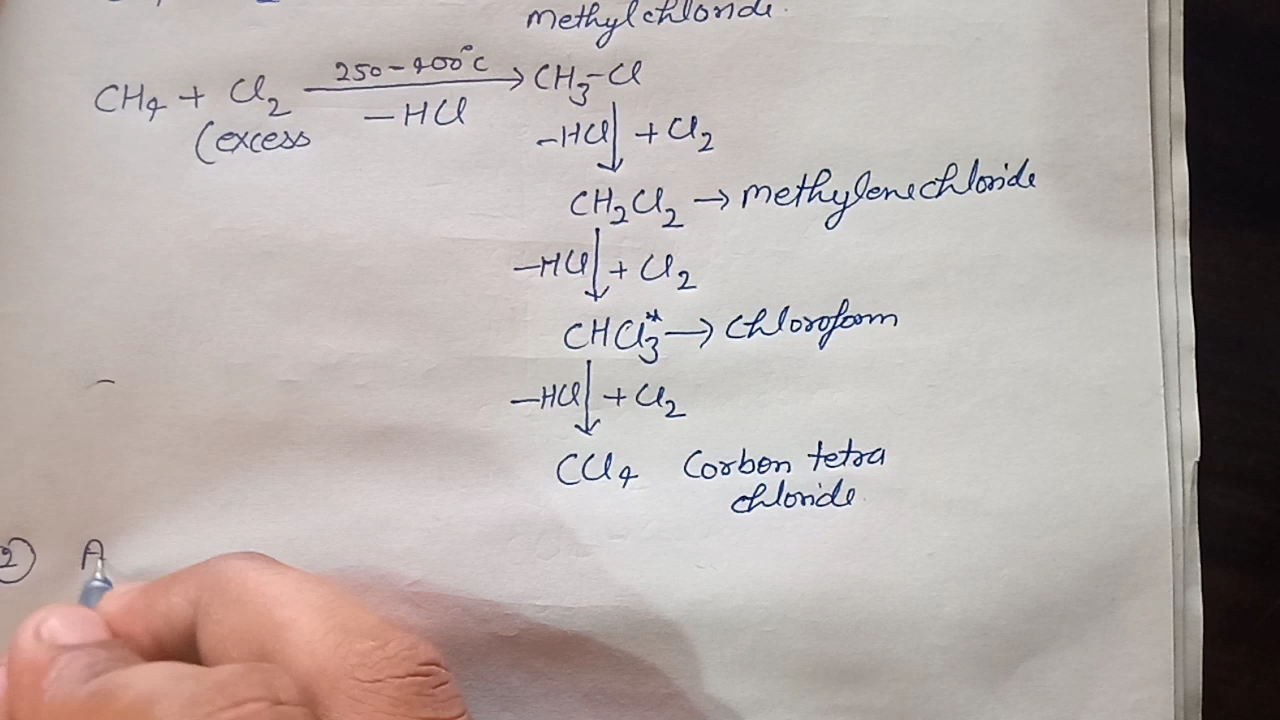 methylchloride.
CH4 + Cl2 250-400°C → CH3-Cl
(excess -HCl
-HCl ↓ + Cl2
CH2Cl2 → methylenechloride
-HCl ↓ + Cl2
CHCl3* → chloroform
-HCl ↓ + Cl2
CCl4 Corbon tetra
chloride
2) A